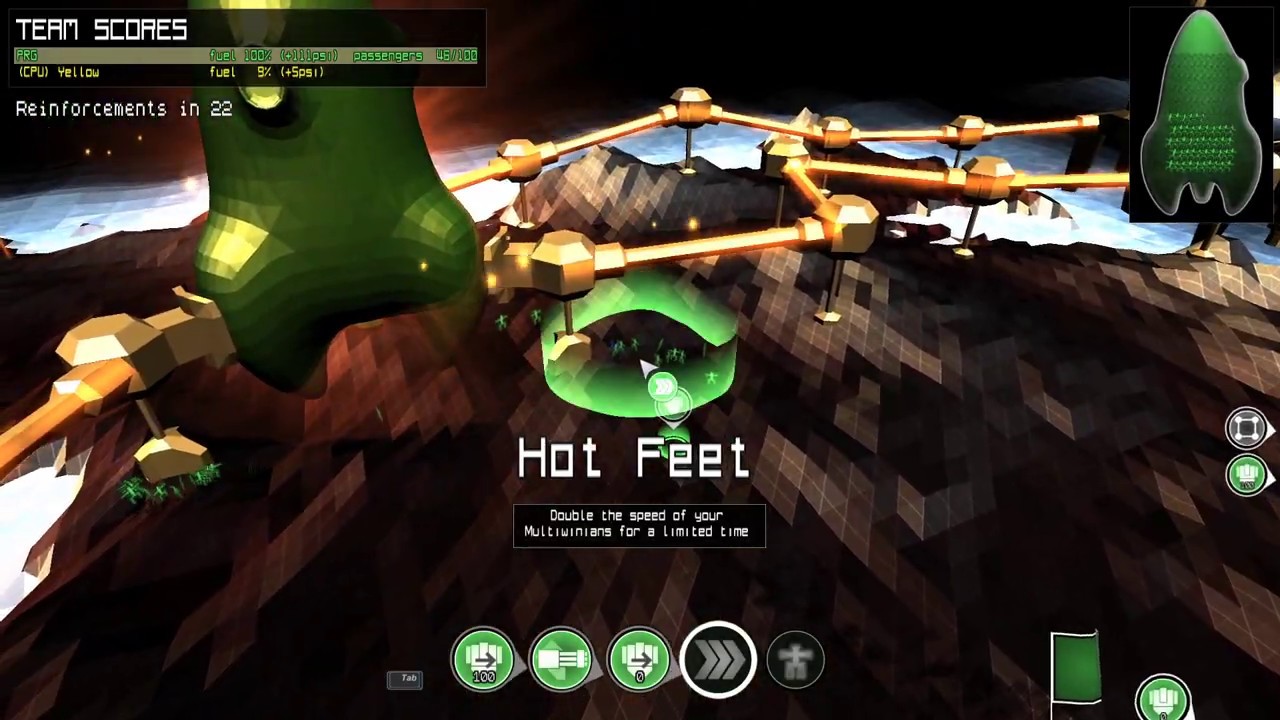 TEAM SCORES
PRG fuel 100% (+111psi) passengers 46/100
(CPU) Yellow fuel 9% (+5psi)
Reinforcements in 22
Hot Feet
Double the speed of your
Multiwinians for a limited time
100
0
Tab